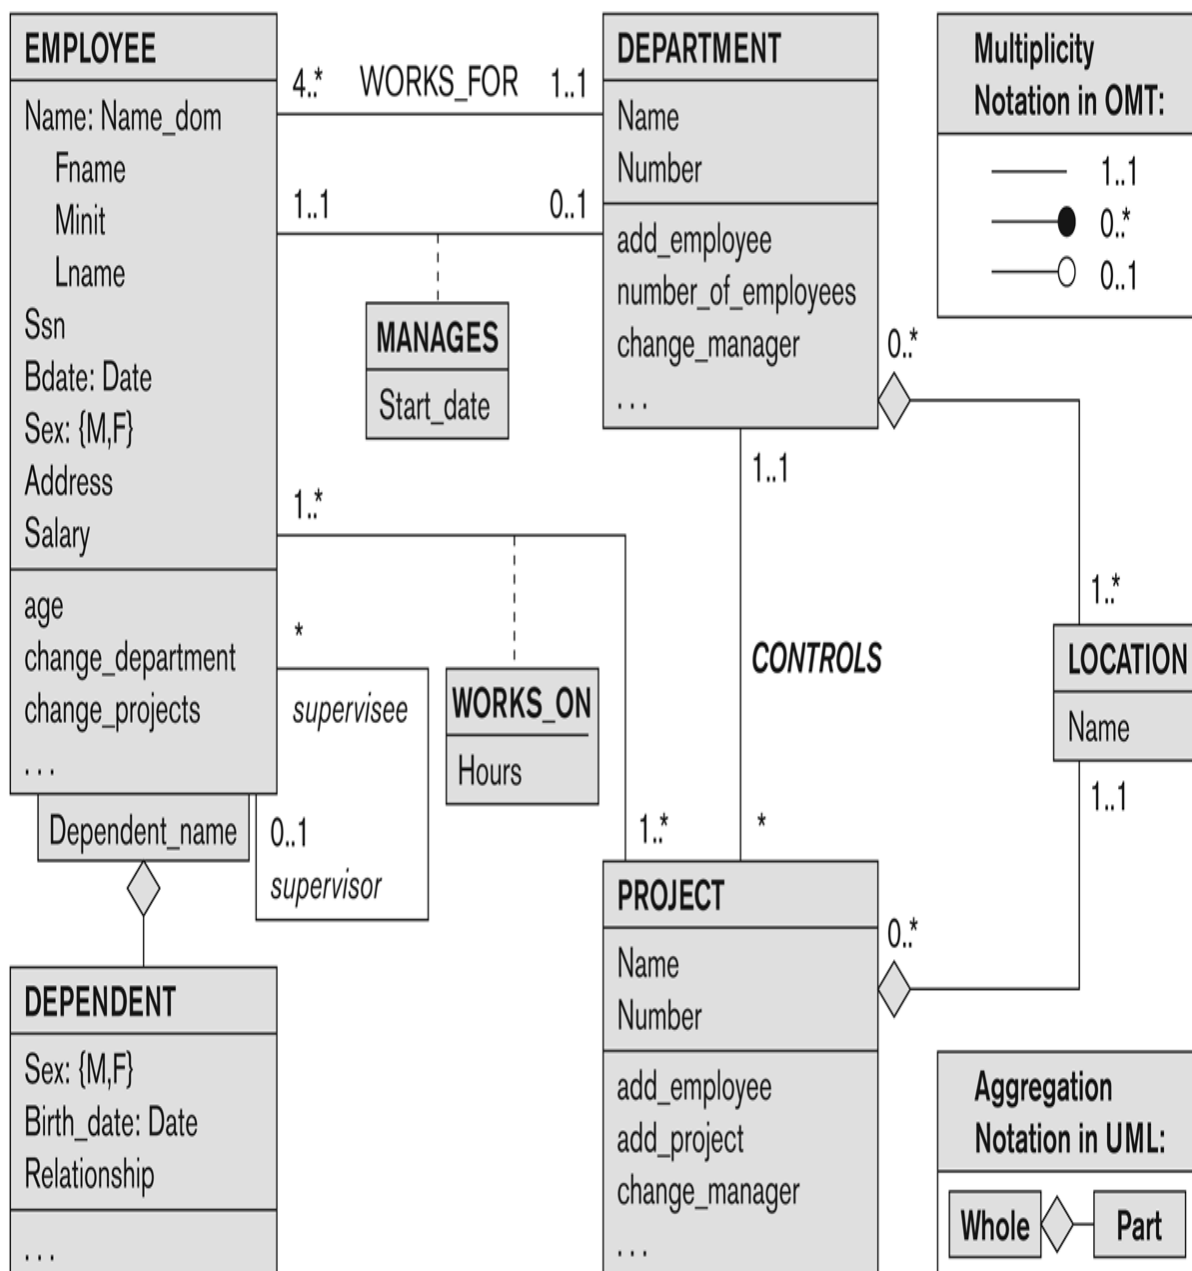 EMPLOYEE
Name: Name_dom
Fname
Minit
Lname
Ssn
Bdate: Date
Sex: {M,F}
Address
Salary
age
change_department
change_projects
. . .
Dependent_name
DEPENDENT
Sex: {M,F}
Birth_date: Date
Relationship
. . .
4..* WORKS_FOR 1..1
1..1 0..1
MANAGES
Start_date
1..*
*
supervisee
0..1
supervisor
WORKS_ON
Hours
1..*
DEPARTMENT
Name
Number
add_employee
number_of_employees
change_manager
. . .
0..*
1..1
CONTROLS
*
PROJECT
Name
Number
add_employee
add_project
change_manager
. . .
0..*
1..*
LOCATION
Name
1..1
Multiplicity
Notation in OMT:
1..1
0..*
0..1
Aggregation
Notation in UML:
Whole Part